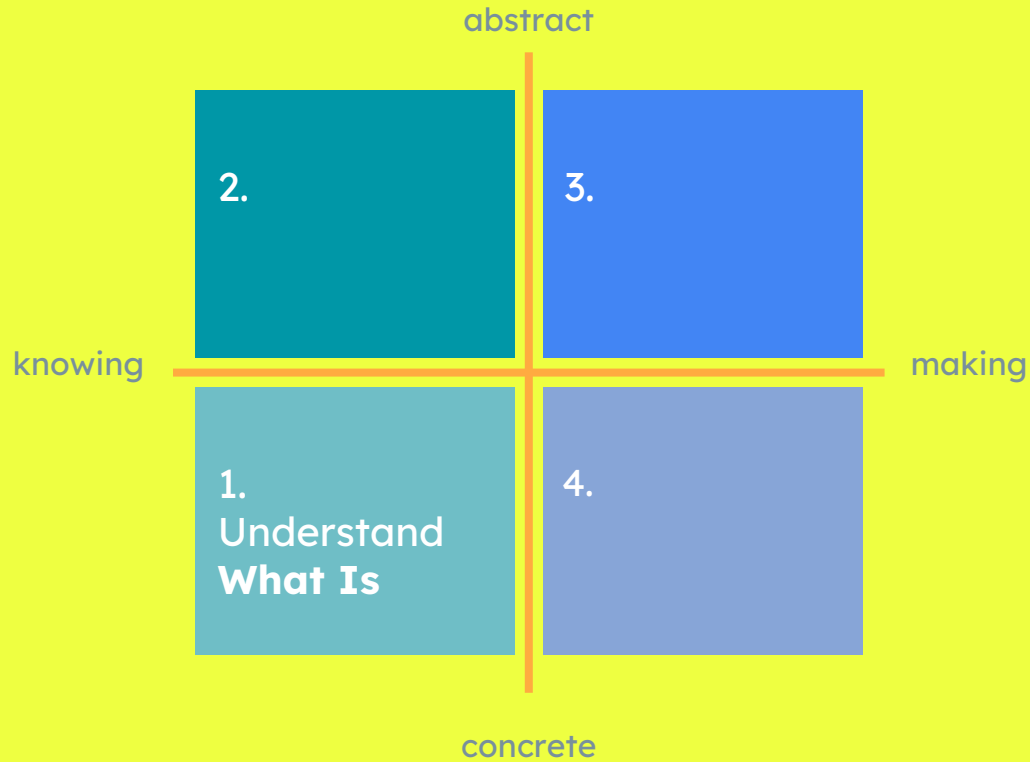 abstract
2.
3.
knowing
making
1.
Understand
What Is
4.
concrete